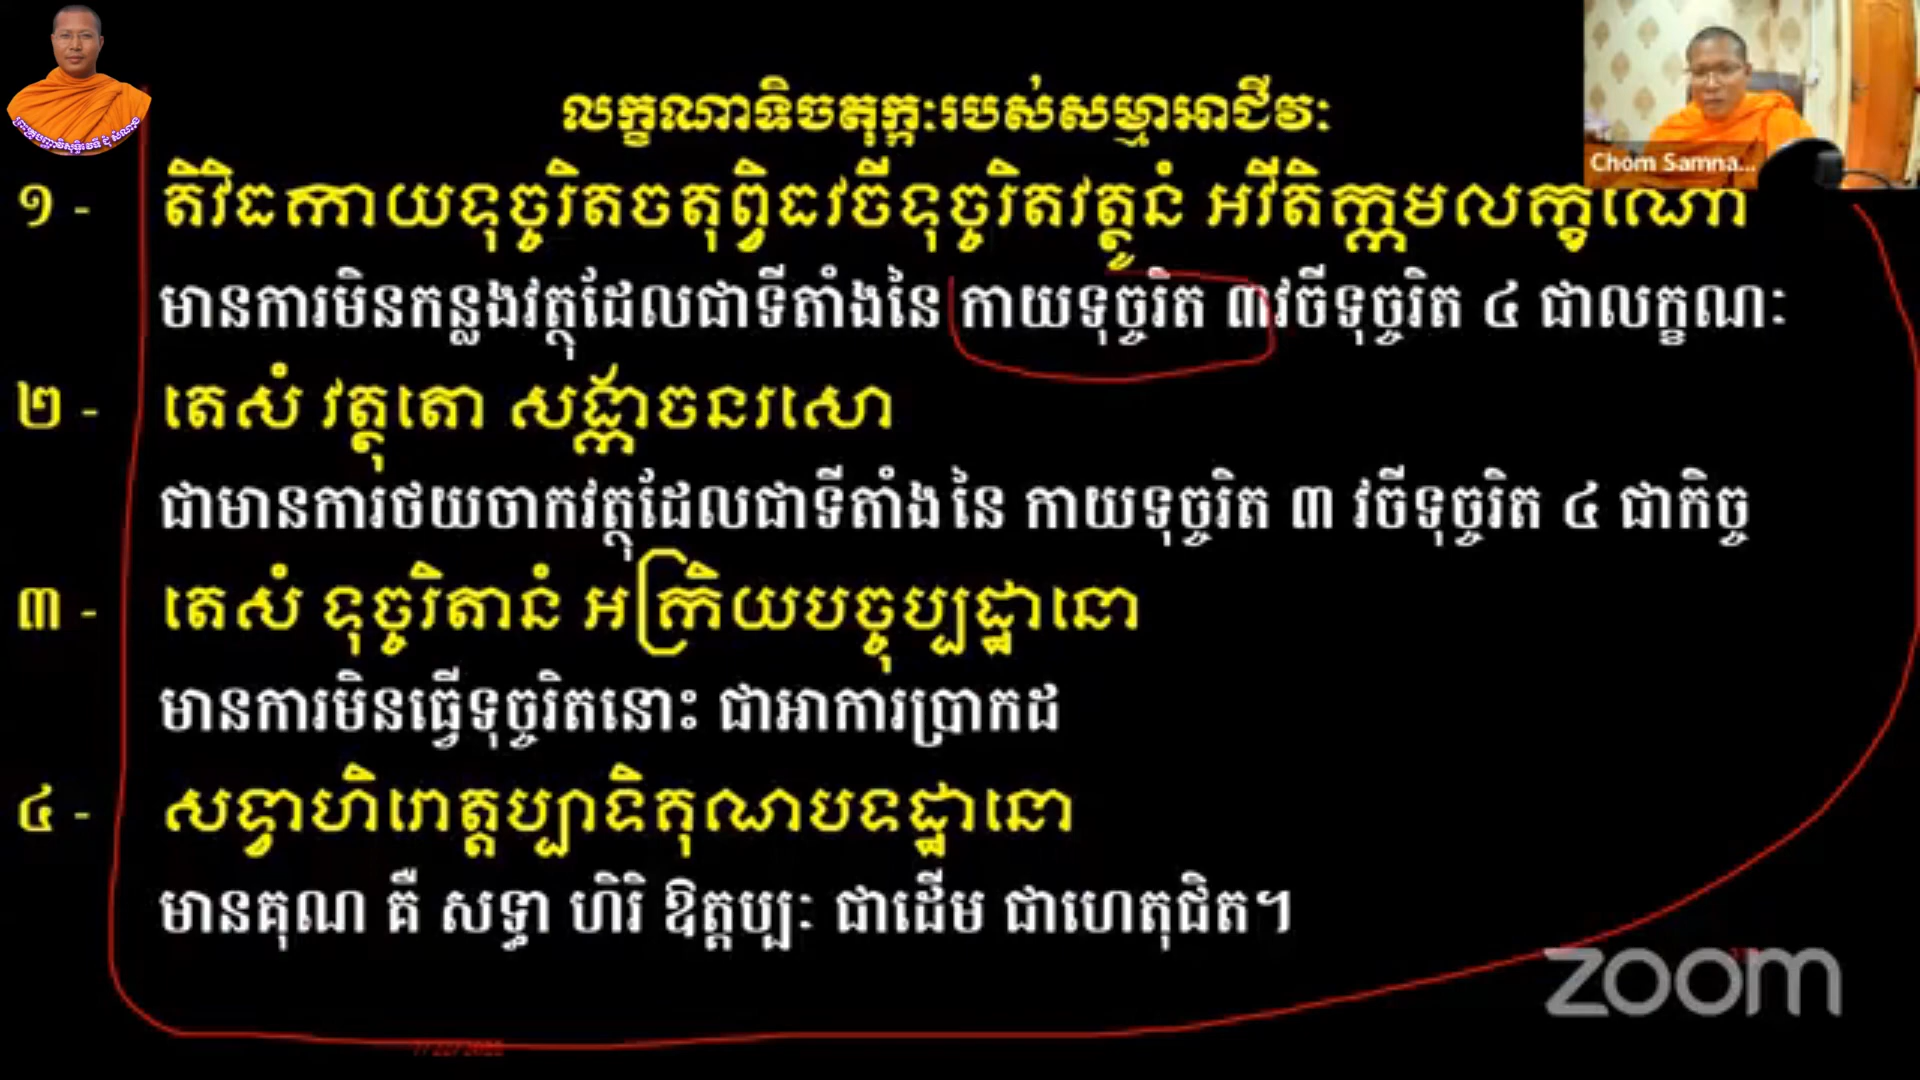 លក្ខណាទិចតុក្កៈរបស់សម្មាអាជីវៈ
Chom Samna...
១ - តិវិធកាយទុច្ចរិតចតុព្វិធវចីទុច្ចរិតវត្ថូនំ អវីតិក្កមលក្ខណោ
មានការមិនកន្លងវត្ថុដែលជាទីតាំងនៃ កាយទុច្ចរិត ៣វចីទុច្ចរិត ៤ ជាលក្ខណៈ
២ - តេសំ វត្ថុតោ សង្កោចនរសោ
ជាមានការថយចាកវត្ថុដែលជាទីតាំងនៃ កាយទុច្ចរិត ៣ វចីទុច្ចរិត ៤ ជាកិច្ច
៣ - តេសំ ទុច្ចរិតានំ អក្រិយបច្ចុប្បដ្ឋានោ
មានការមិនធ្វើទុច្ចរិតនោះ ជាអាការប្រាកដ
៤ - សទ្ធាហិរោត្តប្បាទិគុណបទដ្ឋានោ
មានគុណ គឺ សទ្ធា ហិរិ ឱត្តប្បៈ ជាដើម ជាហេតុជិត។
zoom
7/22/2022